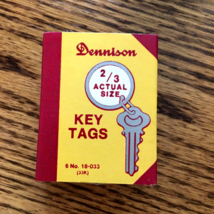 Dennison
2/3
ACTUAL
SIZE
KEY
TAGS
6 No. 18-033
(33K)